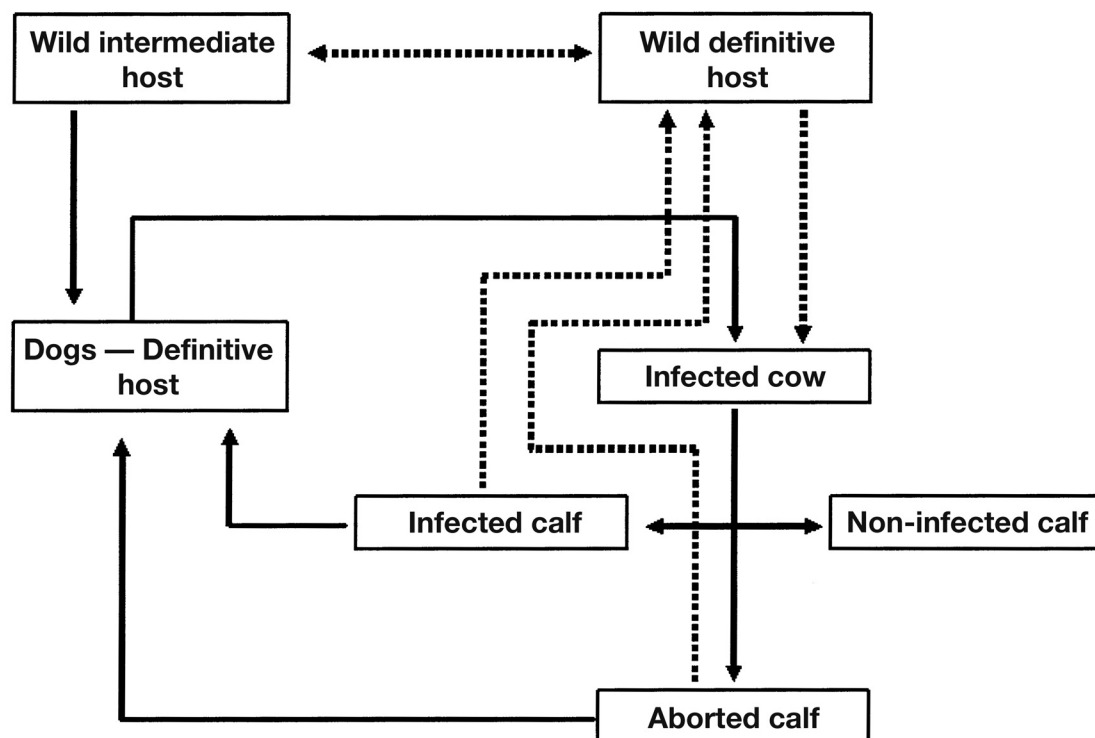 Wild intermediate
host
Wild definitive
host
Dogs — Definitive
host
Infected cow
Infected calf
Non-infected calf
Aborted calf